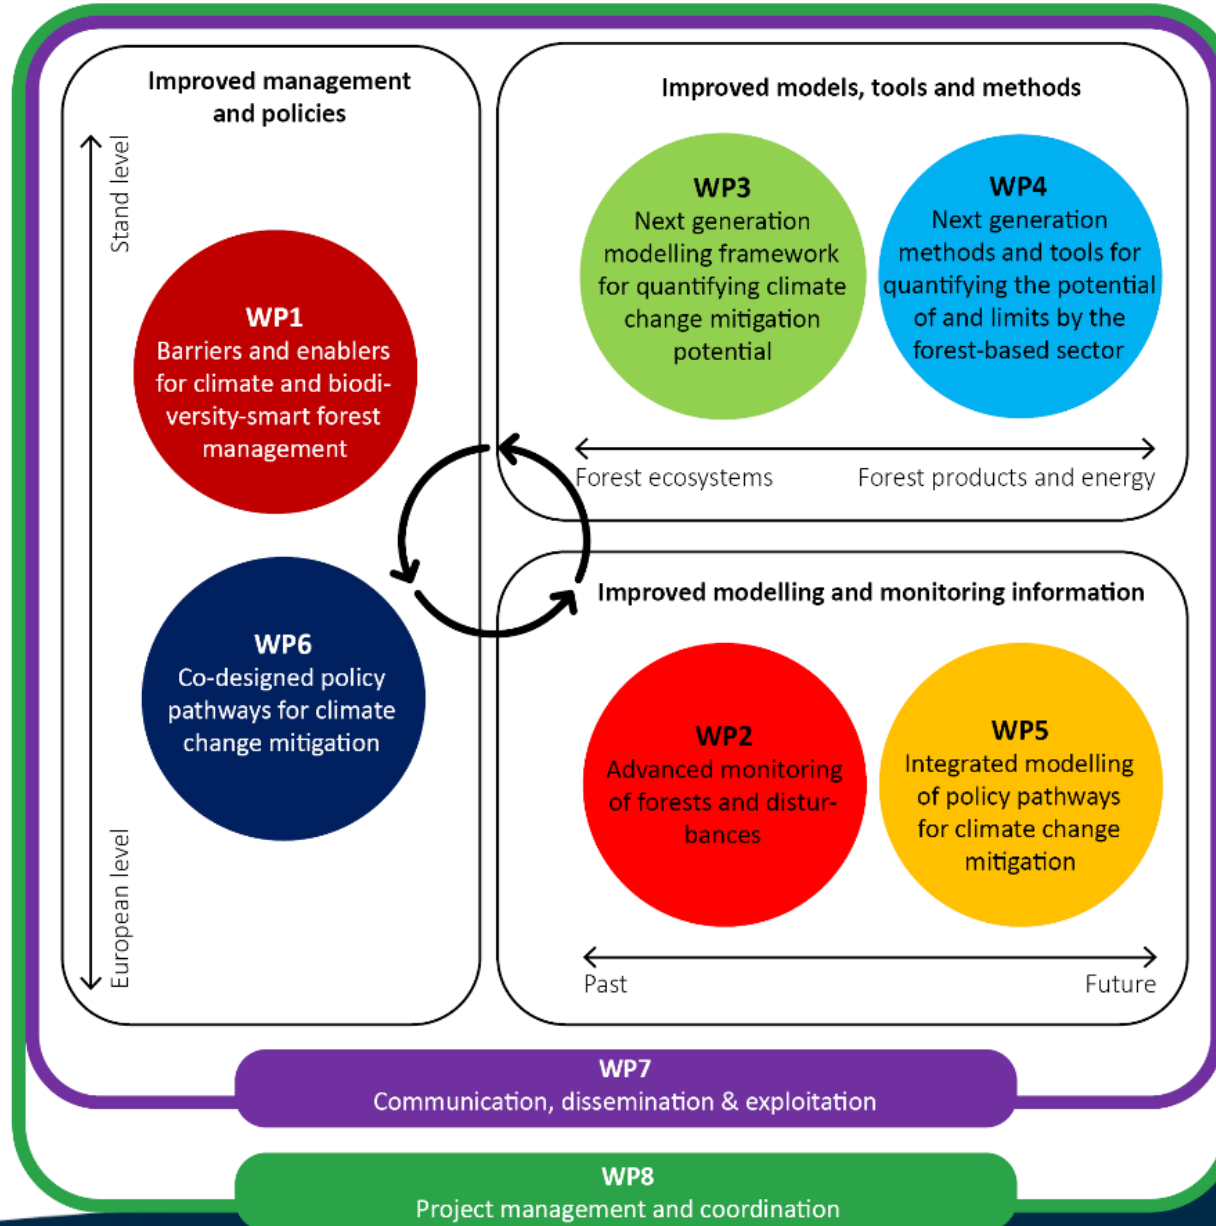 Improved management
and policies
Stand level
European level
WP1
Barriers and enablers
for climate and biodi-
versity-smart forest
management
WP6
Co-designed policy
pathways for climate
change mitigation
Improved models, tools and methods
WP3
Next generation
modelling framework
for quantifying climate
change mitigation
potential
WP4
Next generation
methods and tools for
quantifying the potential
of and limits by the
forest-based sector
Forest ecosystems
Forest products and energy
Improved modelling and monitoring information
WP2
Advanced monitoring
of forests and distur-
bances
WP5
Integrated modelling
of policy pathways
for climate change
mitigation
Past
Future
WP7
Communication, dissemination & exploitation
WP8
Project management and coordination